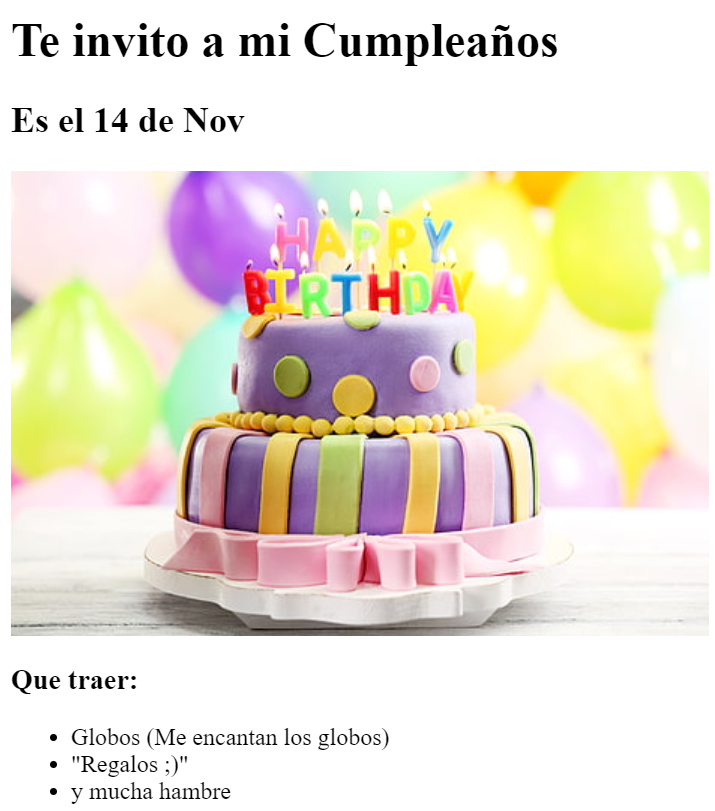 Te invito a mi Cumpleaños
Es el 14 de Nov
HAPPY
BIRTHDAY
Que traer:
Globos (Me encantan los globos)
"Regalos ;)"
y mucha hambre